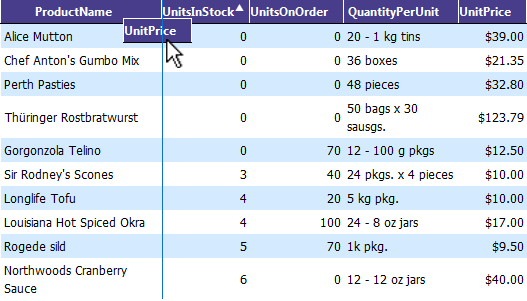 ProductName UnitsInStock UnitsOnOrder QuantityPerUnit UnitPrice
UnitPrice
Alice Mutton 0 0 20 - 1 kg tins $39.00
Chef Anton's Gumbo Mix 0 0 36 boxes $21.35
Perth Pasties 0 0 48 pieces $32.80
Thüringer Rostbratwurst 0 0 50 bags x 30
sausgs. $123.79
Gorgonzola Telino 0 70 12 - 100 g pkgs $12.50
Sir Rodney's Scones 3 40 24 pkgs. x 4 pieces $10.00
Longlife Tofu 4 20 5 kg pkg. $10.00
Louisiana Hot Spiced Okra 4 100 24 - 8 oz jars $17.00
Rogede sild 5 70 1k pkg. $9.50
Northwoods Cranberry
Sauce 6 0 12 - 12 oz jars $40.00